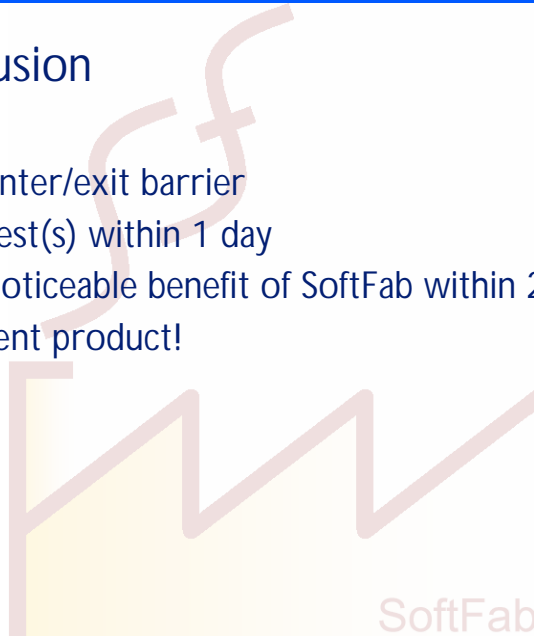 usion
nter/exit barrier
est(s) within 1 day
oticeable benefit of SoftFab within 2
ent product!
SoftFab